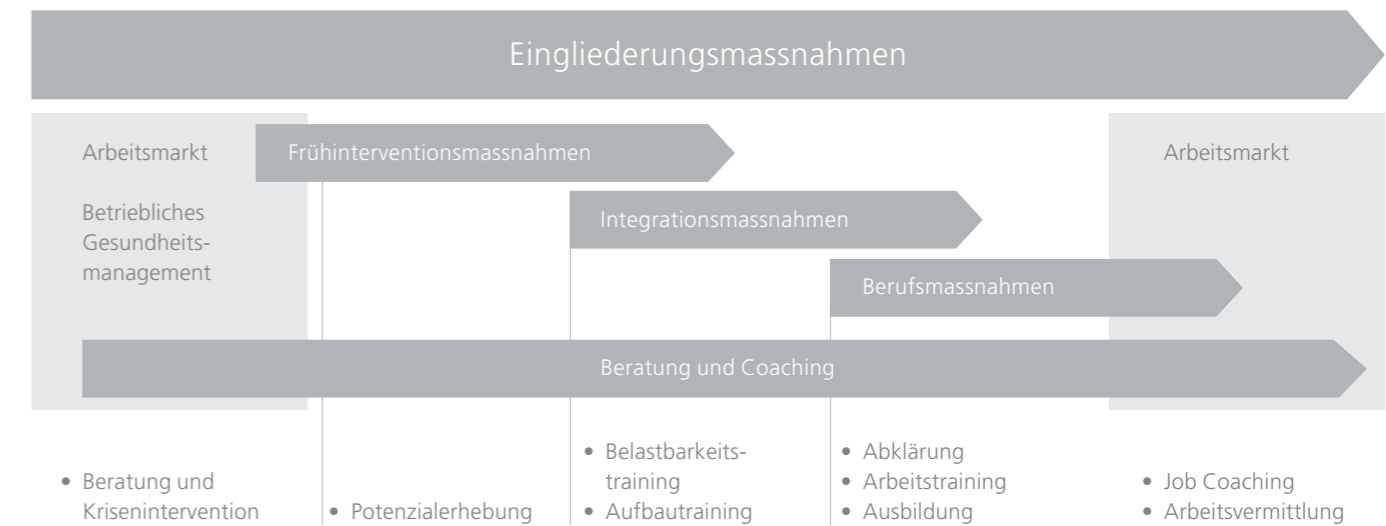 Eingliederungsmassnahmen
Arbeitsmarkt
Frühinterventionsmassnahmen
Arbeitsmarkt
Betriebliches
Gesundheits-
management
Integrationsmassnahmen
Berufsmassnahmen
Beratung und Coaching
• Beratung und
Krisenintervention
• Potenzialerhebung
• Belastbarkeits-
training
• Aufbautraining
• Abklärung
• Arbeitstraining
• Ausbildung
• Job Coaching
• Arbeitsvermittlung